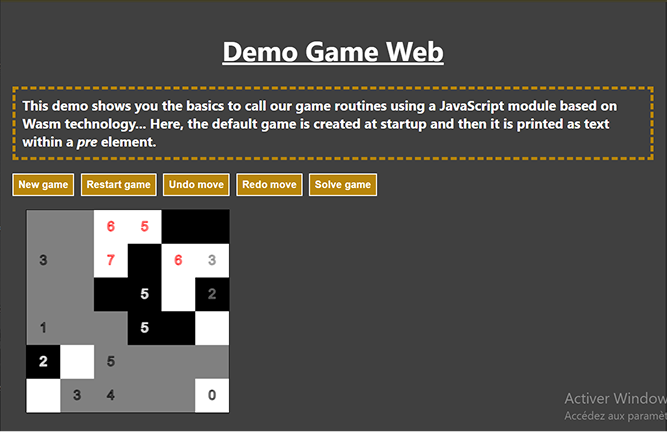 Demo Game Web
This demo shows you the basics to call our game routines using a JavaScript module based on
Wasm technology... Here, the default game is created at startup and then it is printed as text
within a pre element.
New game Restart game Undo move Redo move Solve game
6 5
3 7 6 3
5 2
1 5
2 5
3 4 0
Activer Window
Accédez aux paramèt